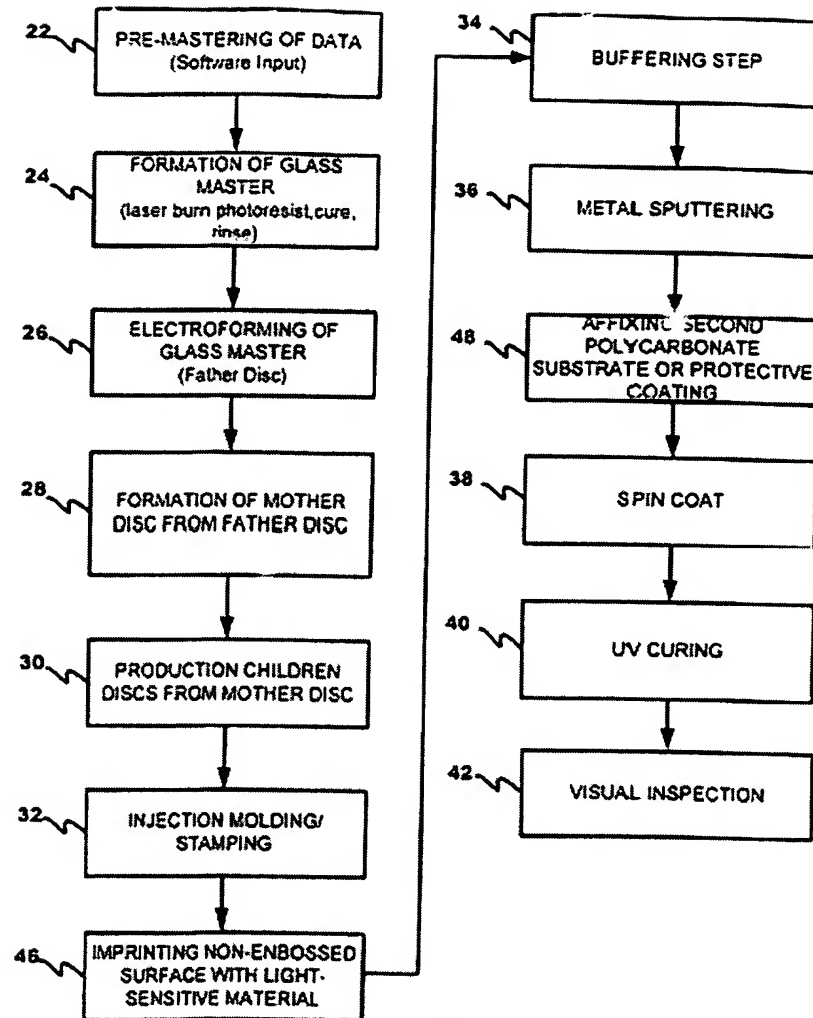 22
PRE-MASTERING OF DATA
(Software Input)
24
FORMATION OF GLASS
MASTER
(laser burn photoresist,cure,
rinse)
26
ELECTROFORMING OF
GLASS MASTER
(Father Disc)
28
FORMATION OF MOTHER
DISC FROM FATHER DISC
30
PRODUCTION CHILDREN
DISCS FROM MOTHER DISC
32
INJECTION MOLDING/
STAMPING
46
IMPRINTING NON-ENBOSSED
SURFACE WITH LIGHT-
SENSITIVE MATERIAL
34
BUFFERING STEP
36
METAL SPUTTERING
48
AFFIXING SECOND
POLYCARBONATE
SUBSTRATE OR PROTECTIVE
COATING
38
SPIN COAT
40
UV CURING
42
VISUAL INSPECTION